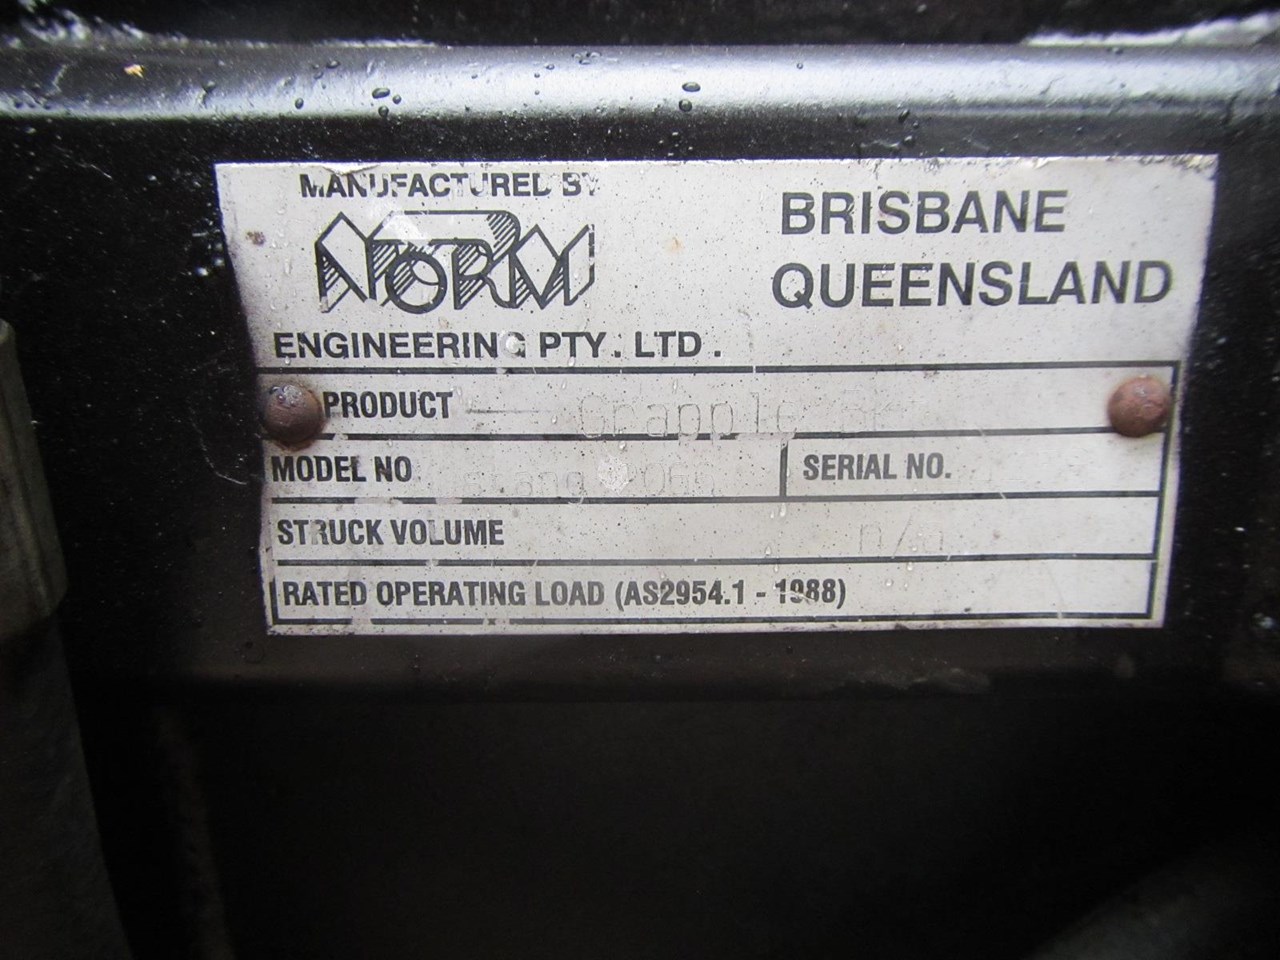 MANUFACTURED BY
NORM
ENGINEERING PTY. LTD.
BRISBANE
QUEENSLAND
PRODUCT Grapple
MODEL NO
SERIAL NO.
STRUCK VOLUME n/a
RATED OPERATING LOAD (AS2954.1 - 1988)